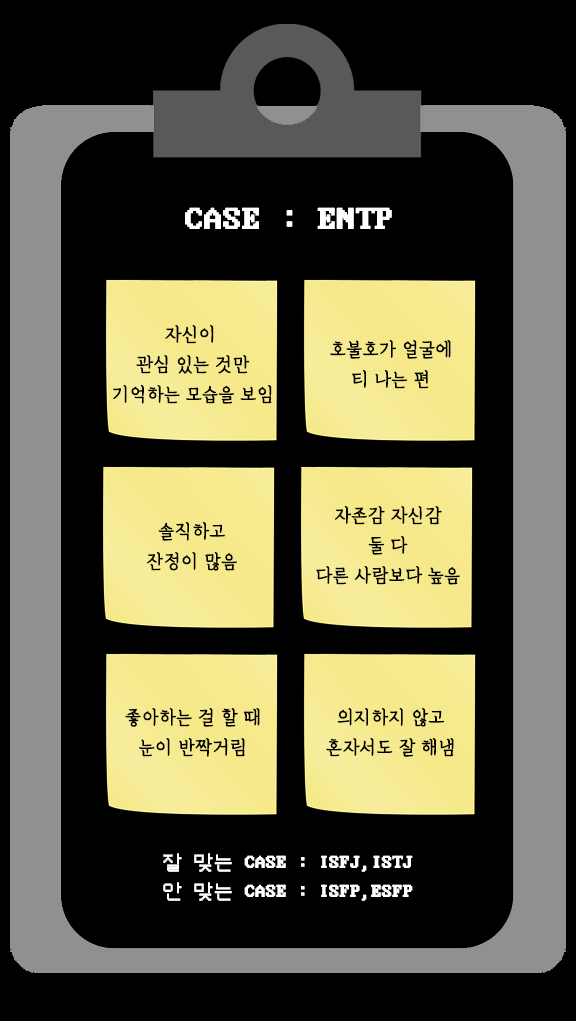 CASE : ENTP
자신이
관심 있는 것만
기억하는 모습을 보임
호불호가 얼굴에
티 나는 편
솔직하고
잔정이 많음
자존감 자신감
둘 다
다른 사람보다 높음
좋아하는 걸 할 때
눈이 반짝거림
의지하지 않고
혼자서도 잘 해냄
잘 맞는 CASE : ISFJ,ISTJ
안 맞는 CASE : ISFP,ESFP